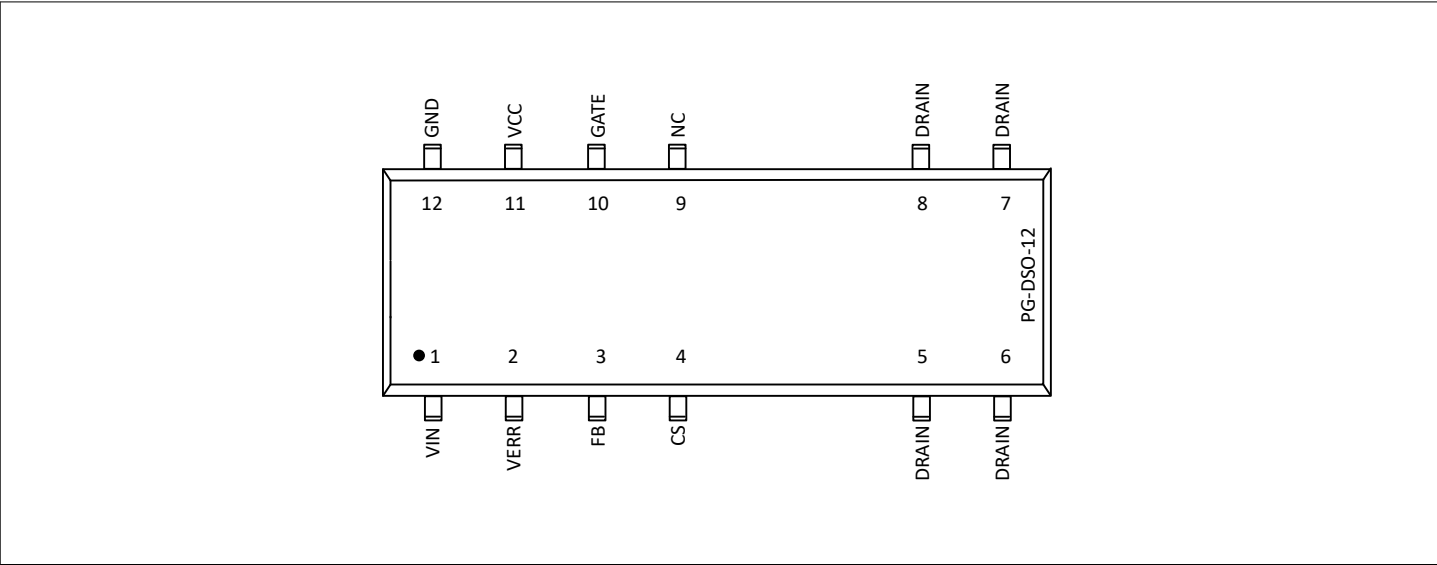 GND VCC GATE NC DRAIN DRAIN
12 11 10 9 8 7
PG-DSO-12
1 2 3 4 5 6
VIN VERR FB CS DRAIN DRAIN